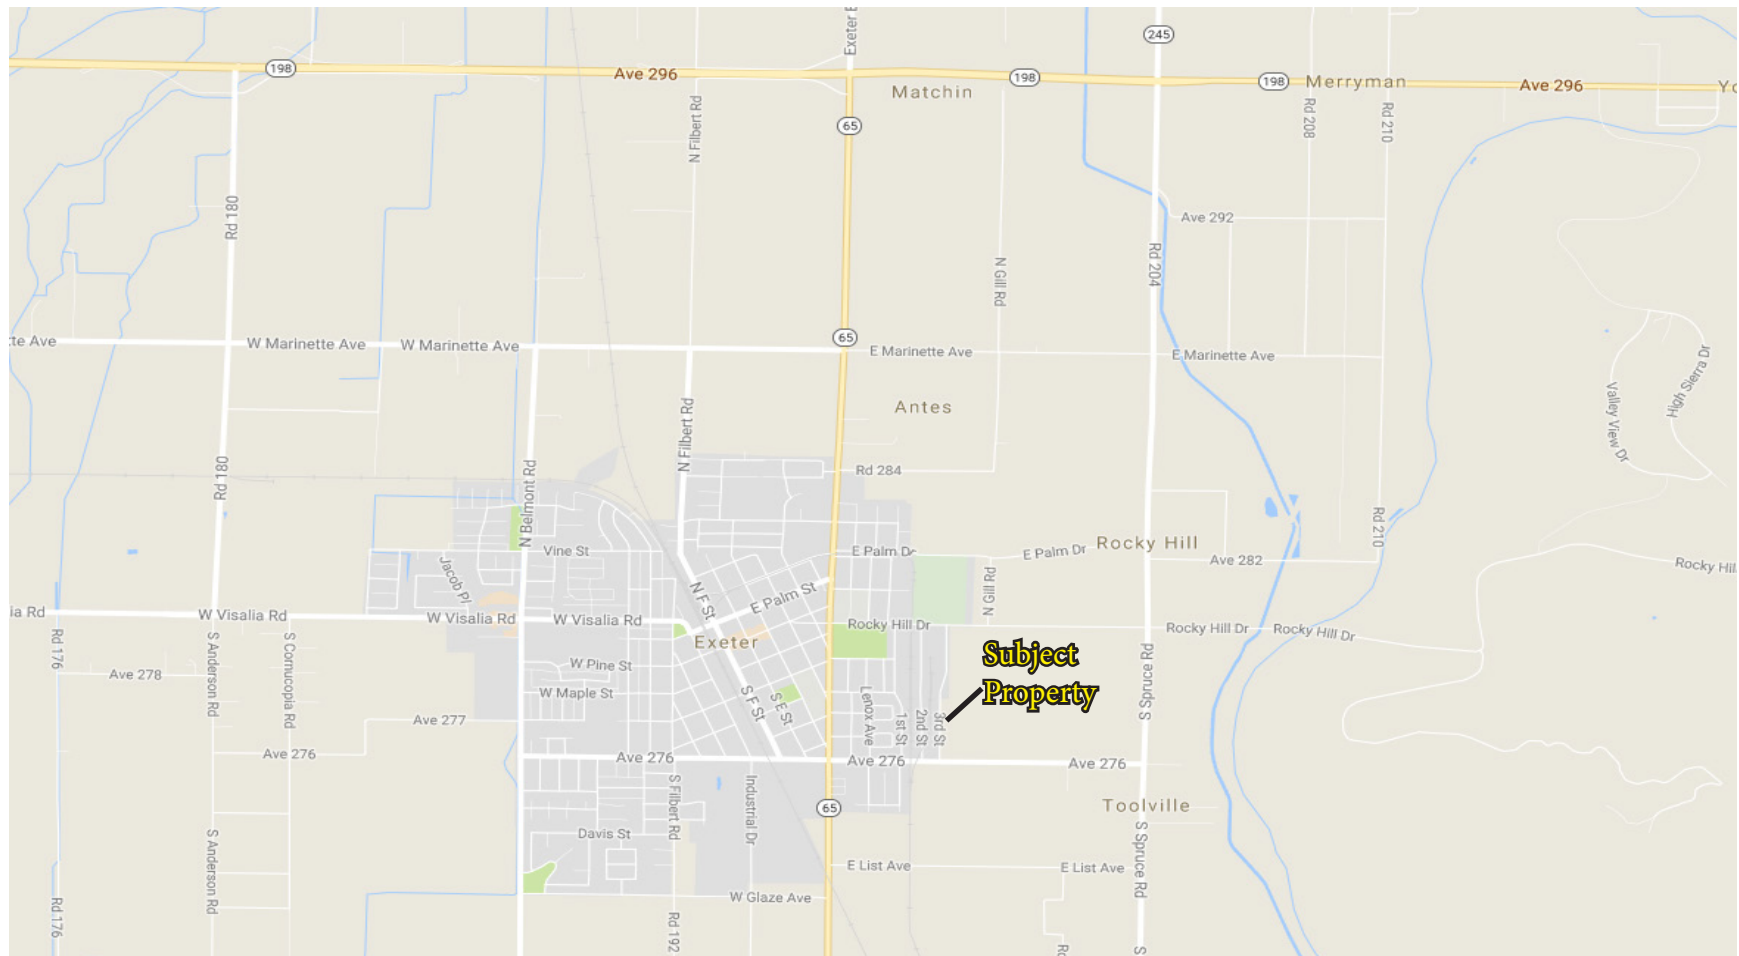 Exeter
245
198
Ave 296
198
198
Merryman
Ave 296
Matchin
65
N Filbert Rd
Rd 208
Rd 210
Rd 180
Ave 292
Rd 204
N Gill Rd
65
W Marinette Ave
W Marinette Ave
E Marinette Ave
E Marinette Ave
High Sierra Dr
Valley View Dr
Antes
N Filbert Rd
Rd 180
Rd 284
N Belmont Rd
Rd 210
Vine St
E Palm Dr
E Palm Dr
Rocky Hill
Ave 282
Rocky Hil
Jacob Pl
N Gill Rd
N F St
E Palm St
ia Rd
W Visalia Rd
W Visalia Rd
W Visalia Rd
Rocky Hill Dr
Rocky Hill Dr
Rocky Hill Dr
Exeter
Rd 176
S Anderson Rd
S Cornucopia Rd
Subject
Property
W Pine St
Ave 278
W Maple St
S F St
S E St
Lenox Ave
1st St
2nd St
3rd St
S Spruce Rd
Ave 277
Ave 276
Ave 276
Ave 276
Ave 276
S Filbert Rd
Industrial Dr
65
Toolville
Davis St
S Anderson Rd
S Spruce Rd
E List Ave
E List Ave
W Glaze Ave
Rd 176
Rd 192